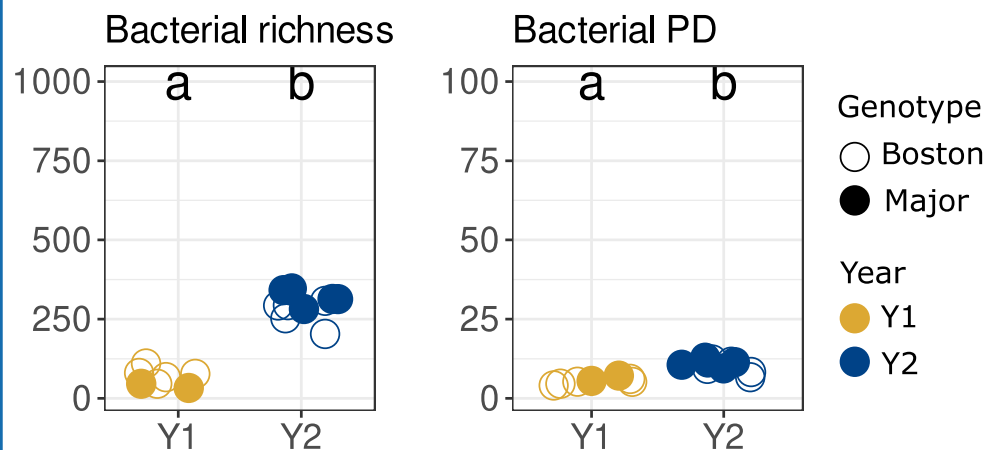 Bacterial richness
1000
750
500
250
0
a b
Y1 Y2
Bacterial PD
100
75
50
25
0
a b
Y1 Y2
Genotype
Boston
Major
Year
Y1
Y2